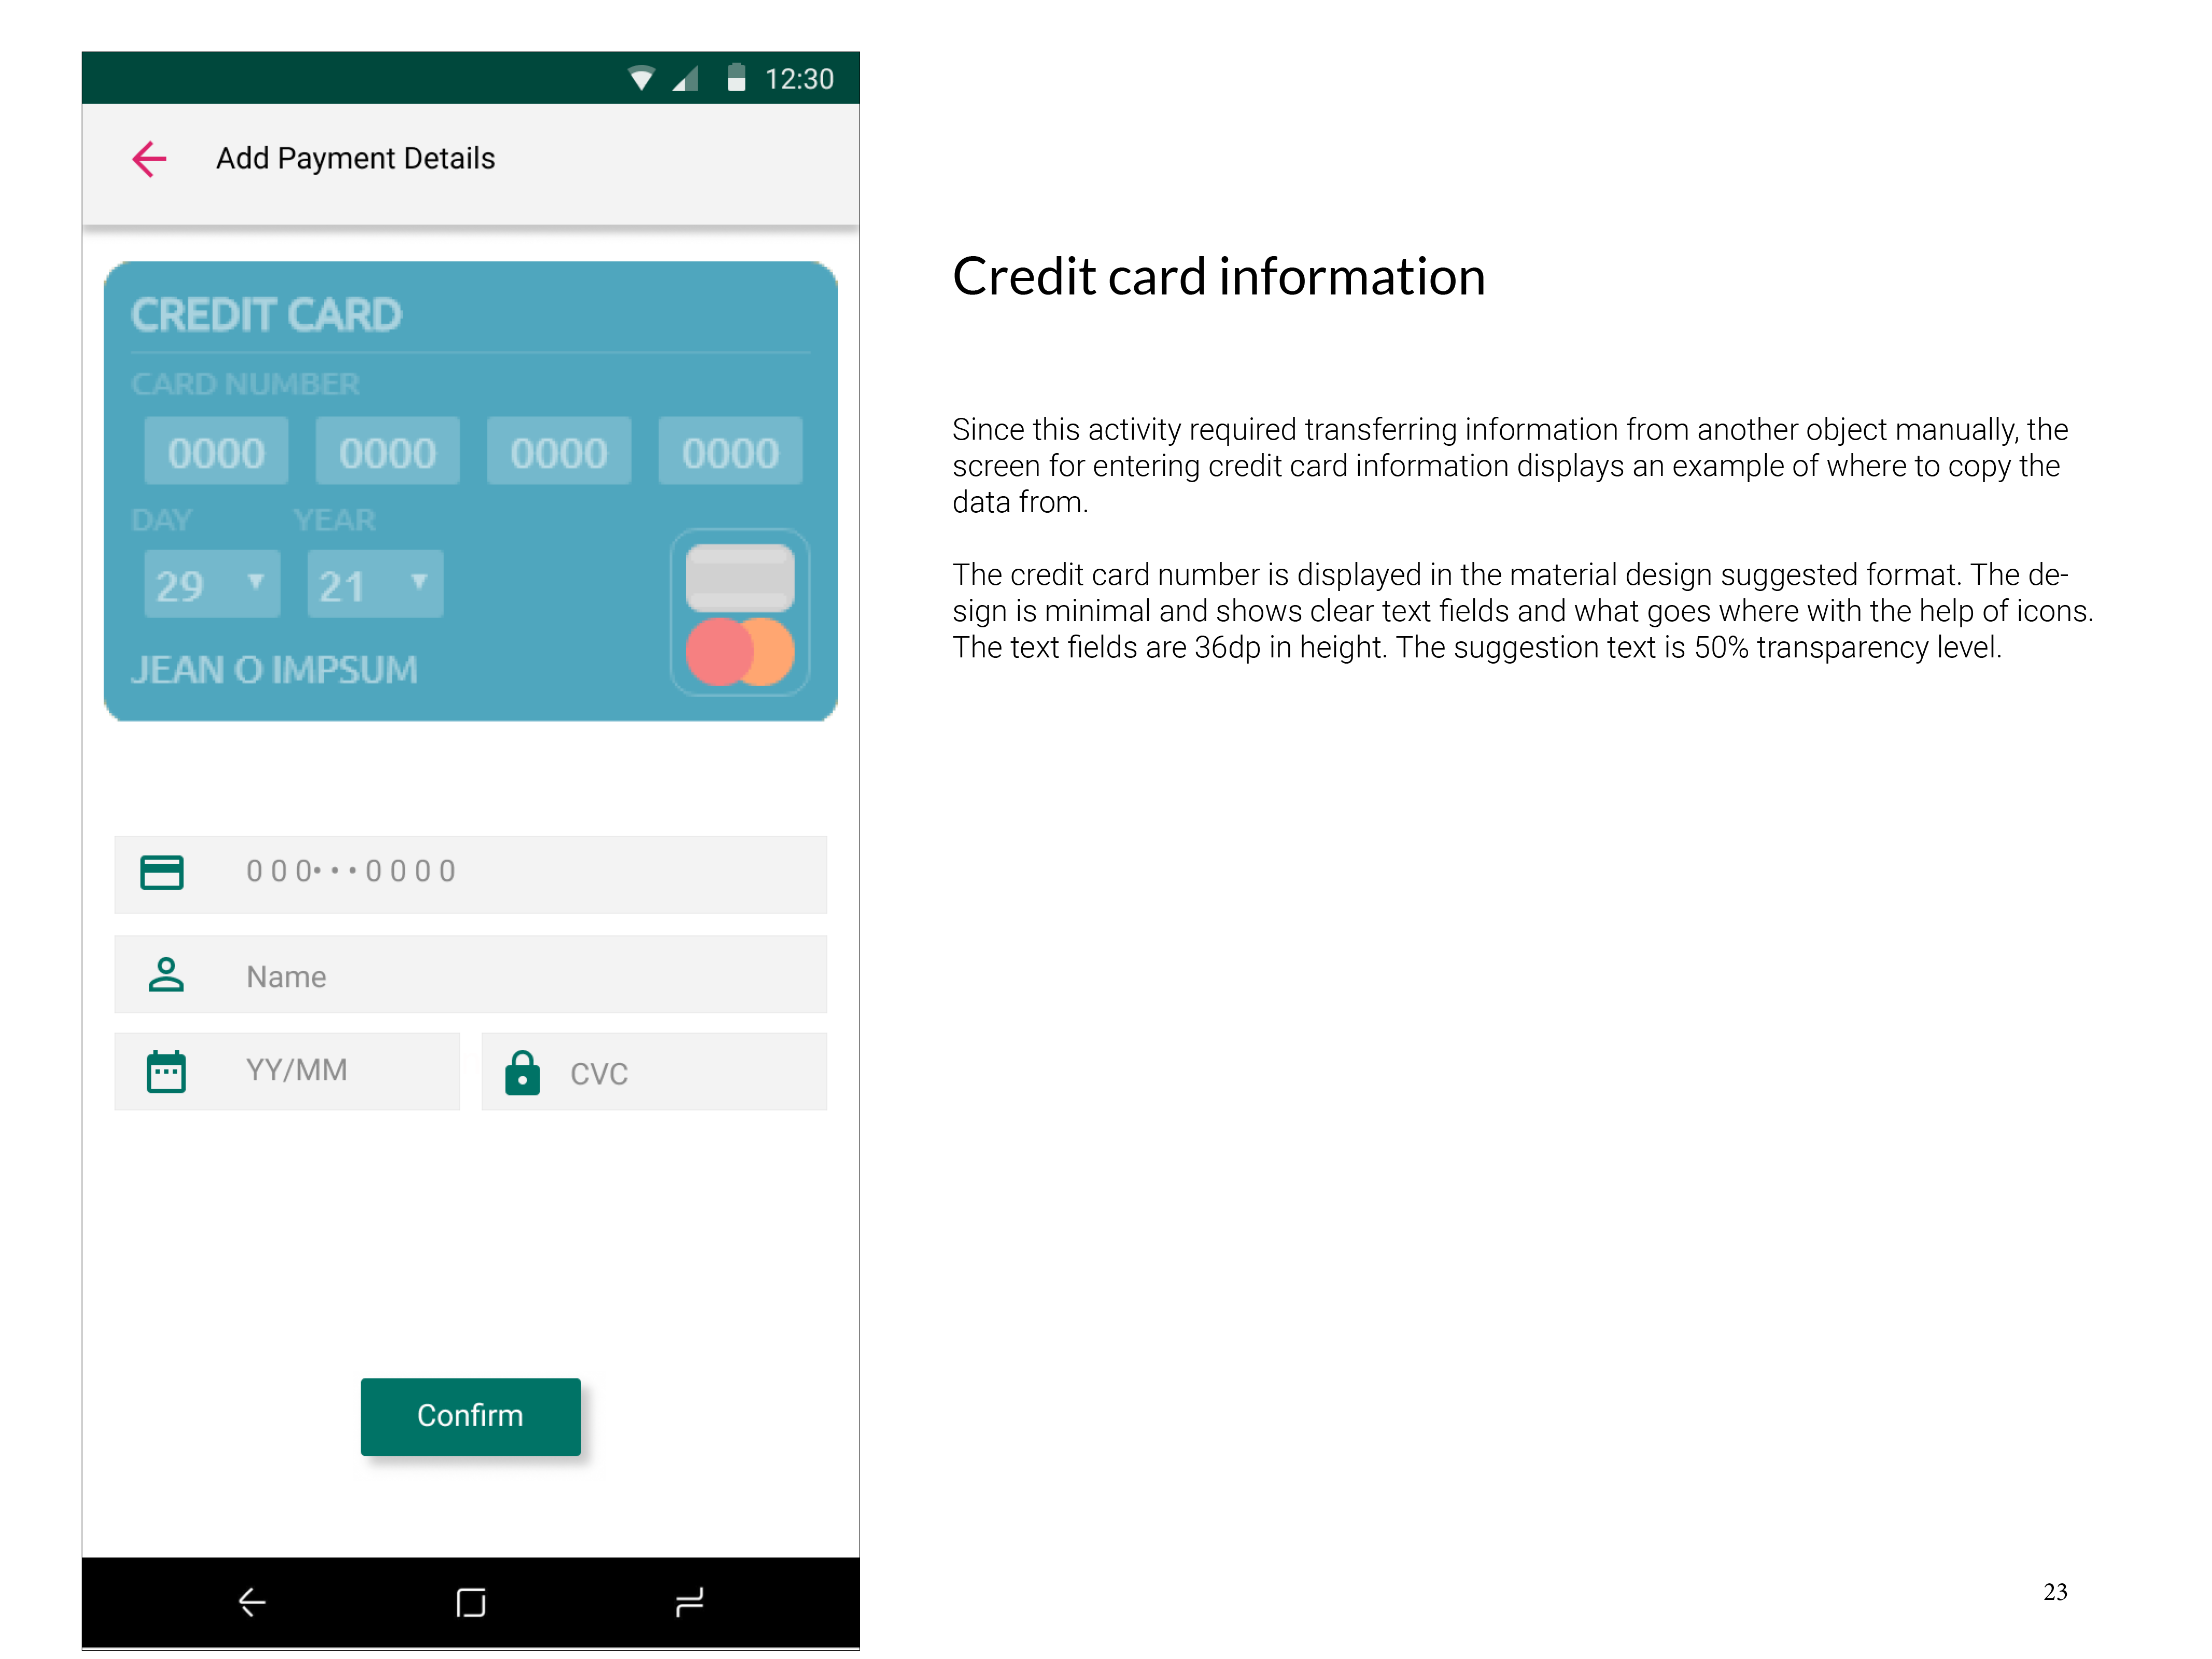 12:30
Add Payment Details
CREDIT CARD
CARD NUMBER
0000 0000 0000 0000
DAY YEAR
29 21
JEAN O IMPSUM
0 0 0• • • 0 0 0 0
Name
YY/MM CVC
Confirm
Credit card information
Since this activity required transferring information from another object manually, the
screen for entering credit card information displays an example of where to copy the
data from.
The credit card number is displayed in the material design suggested format. The de-
sign is minimal and shows clear text fields and what goes where with the help of icons.
The text fields are 36dp in height. The suggestion text is 50% transparency level.
23